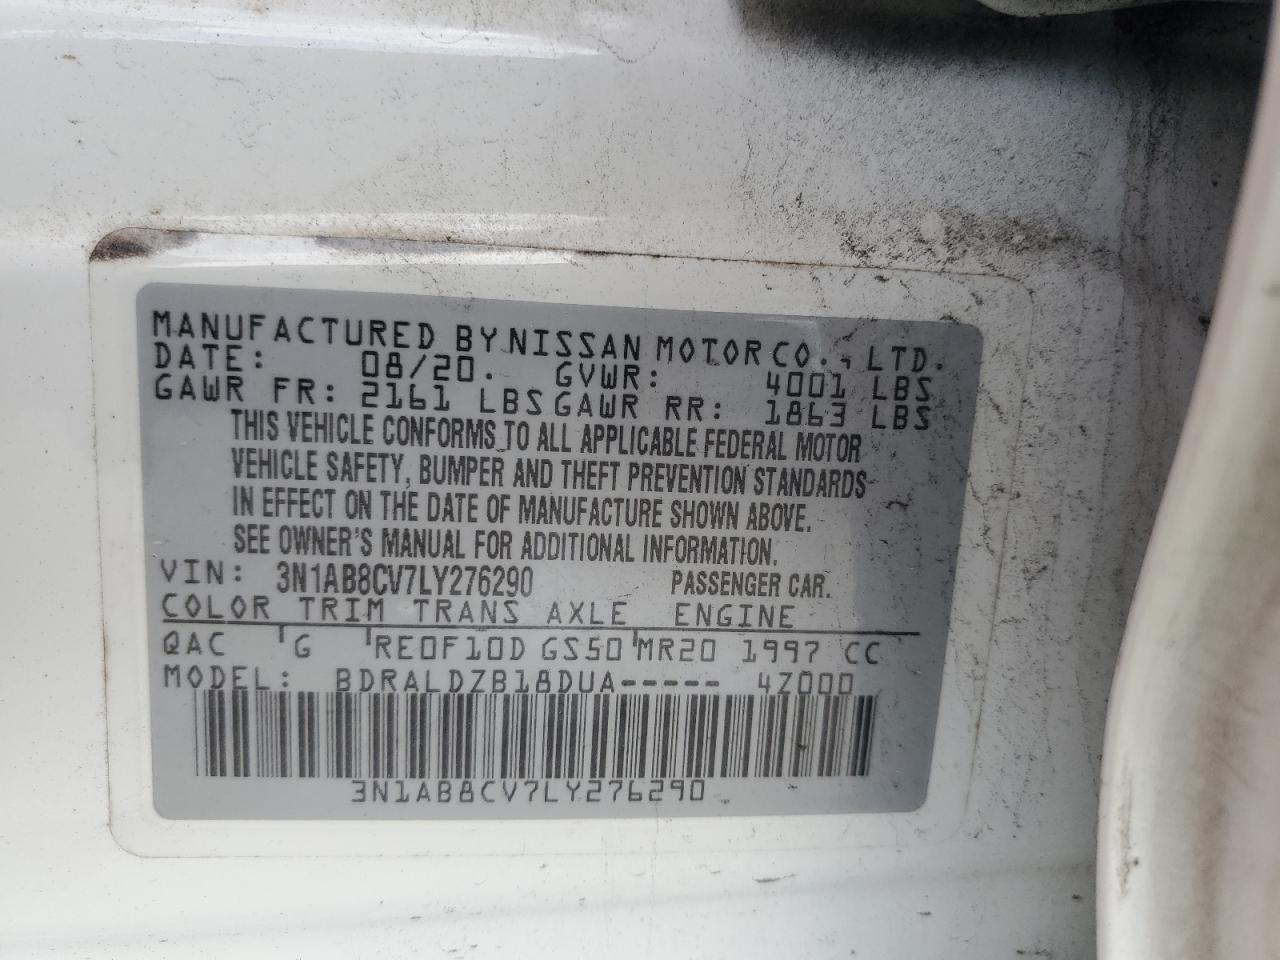 MANUFACTURED BY NISSAN MOTOR CO., LTD.
DATE: 08/20. GVWR: 4001 LBS
GAWR FR: 2161 LBS GAWR RR: 1863 LBS
THIS VEHICLE CONFORMS TO ALL APPLICABLE FEDERAL MOTOR
VEHICLE SAFETY, BUMPER AND THEFT PREVENTION STANDARDS
IN EFFECT ON THE DATE OF MANUFACTURE SHOWN ABOVE.
SEE OWNER'S MANUAL FOR ADDITIONAL INFORMATION.
VIN: 3N1AB8CV7LY276290 PASSENGER CAR.
COLOR TRIM TRANS AXLE ENGINE
QAC G RE0F10D GS50 MR20 1997 CC
MODEL: BDRALDZB18DUA----- 4Z000
3N1AB8CV7LY276290